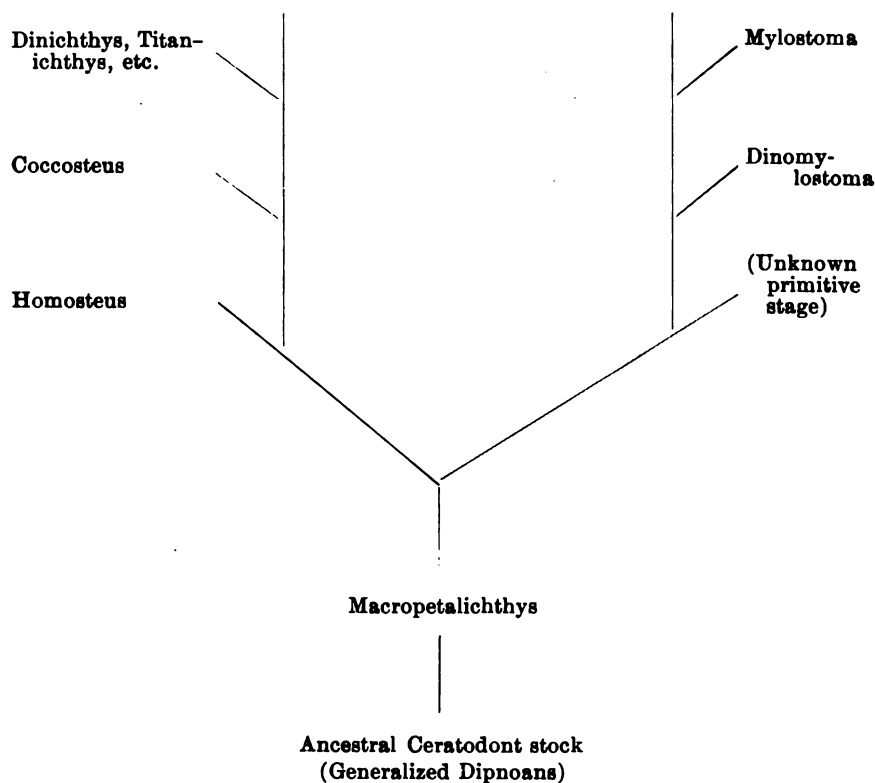 Dinichthys, Titan–
ichthys, etc.
Mylostoma
Coccosteus
Dinomy-
lostoma
Homosteus
(Unknown
primitive
stage)
Macropetalichthys
Ancestral Ceratodont stock
(Generalized Dipnoans)